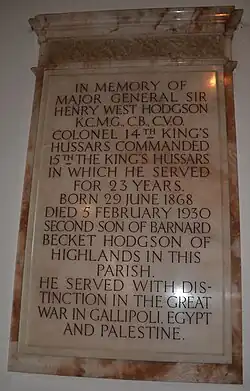 IN MEMORY OF
MAJOR GENERAL SIR
HENRY WEST HODGSON
K.C.M.G., C.B., C.V.O.
COLONEL 14TH KING'S
HUSSARS COMMANDED
15TH THE KING'S HUSSARS
IN WHICH HE SERVED
FOR 23 YEARS.
BORN 29 JUNE 1868
DIED 5 FEBRUARY 1930
SECOND SON OF BARNARD
BECKET HODGSON OF
HIGHLANDS IN THIS
PARISH.
HE SERVED WITH DIS-
TINCTION IN THE GREAT
WAR IN GALLIPOLI, EGYPT
AND PALESTINE.